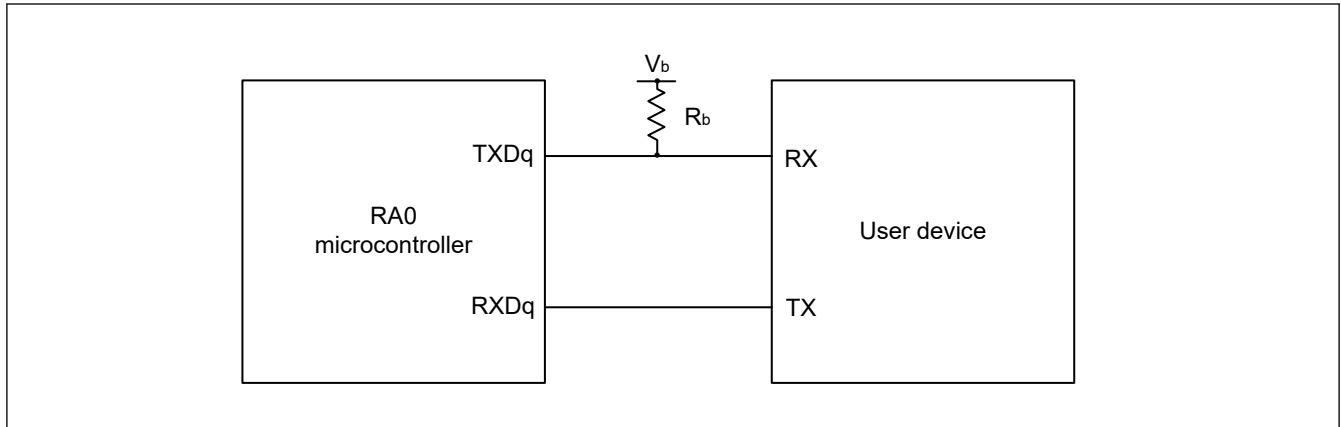 Vb
Rb
TXDq
RX
RA0
microcontroller
User device
RXDq
TX